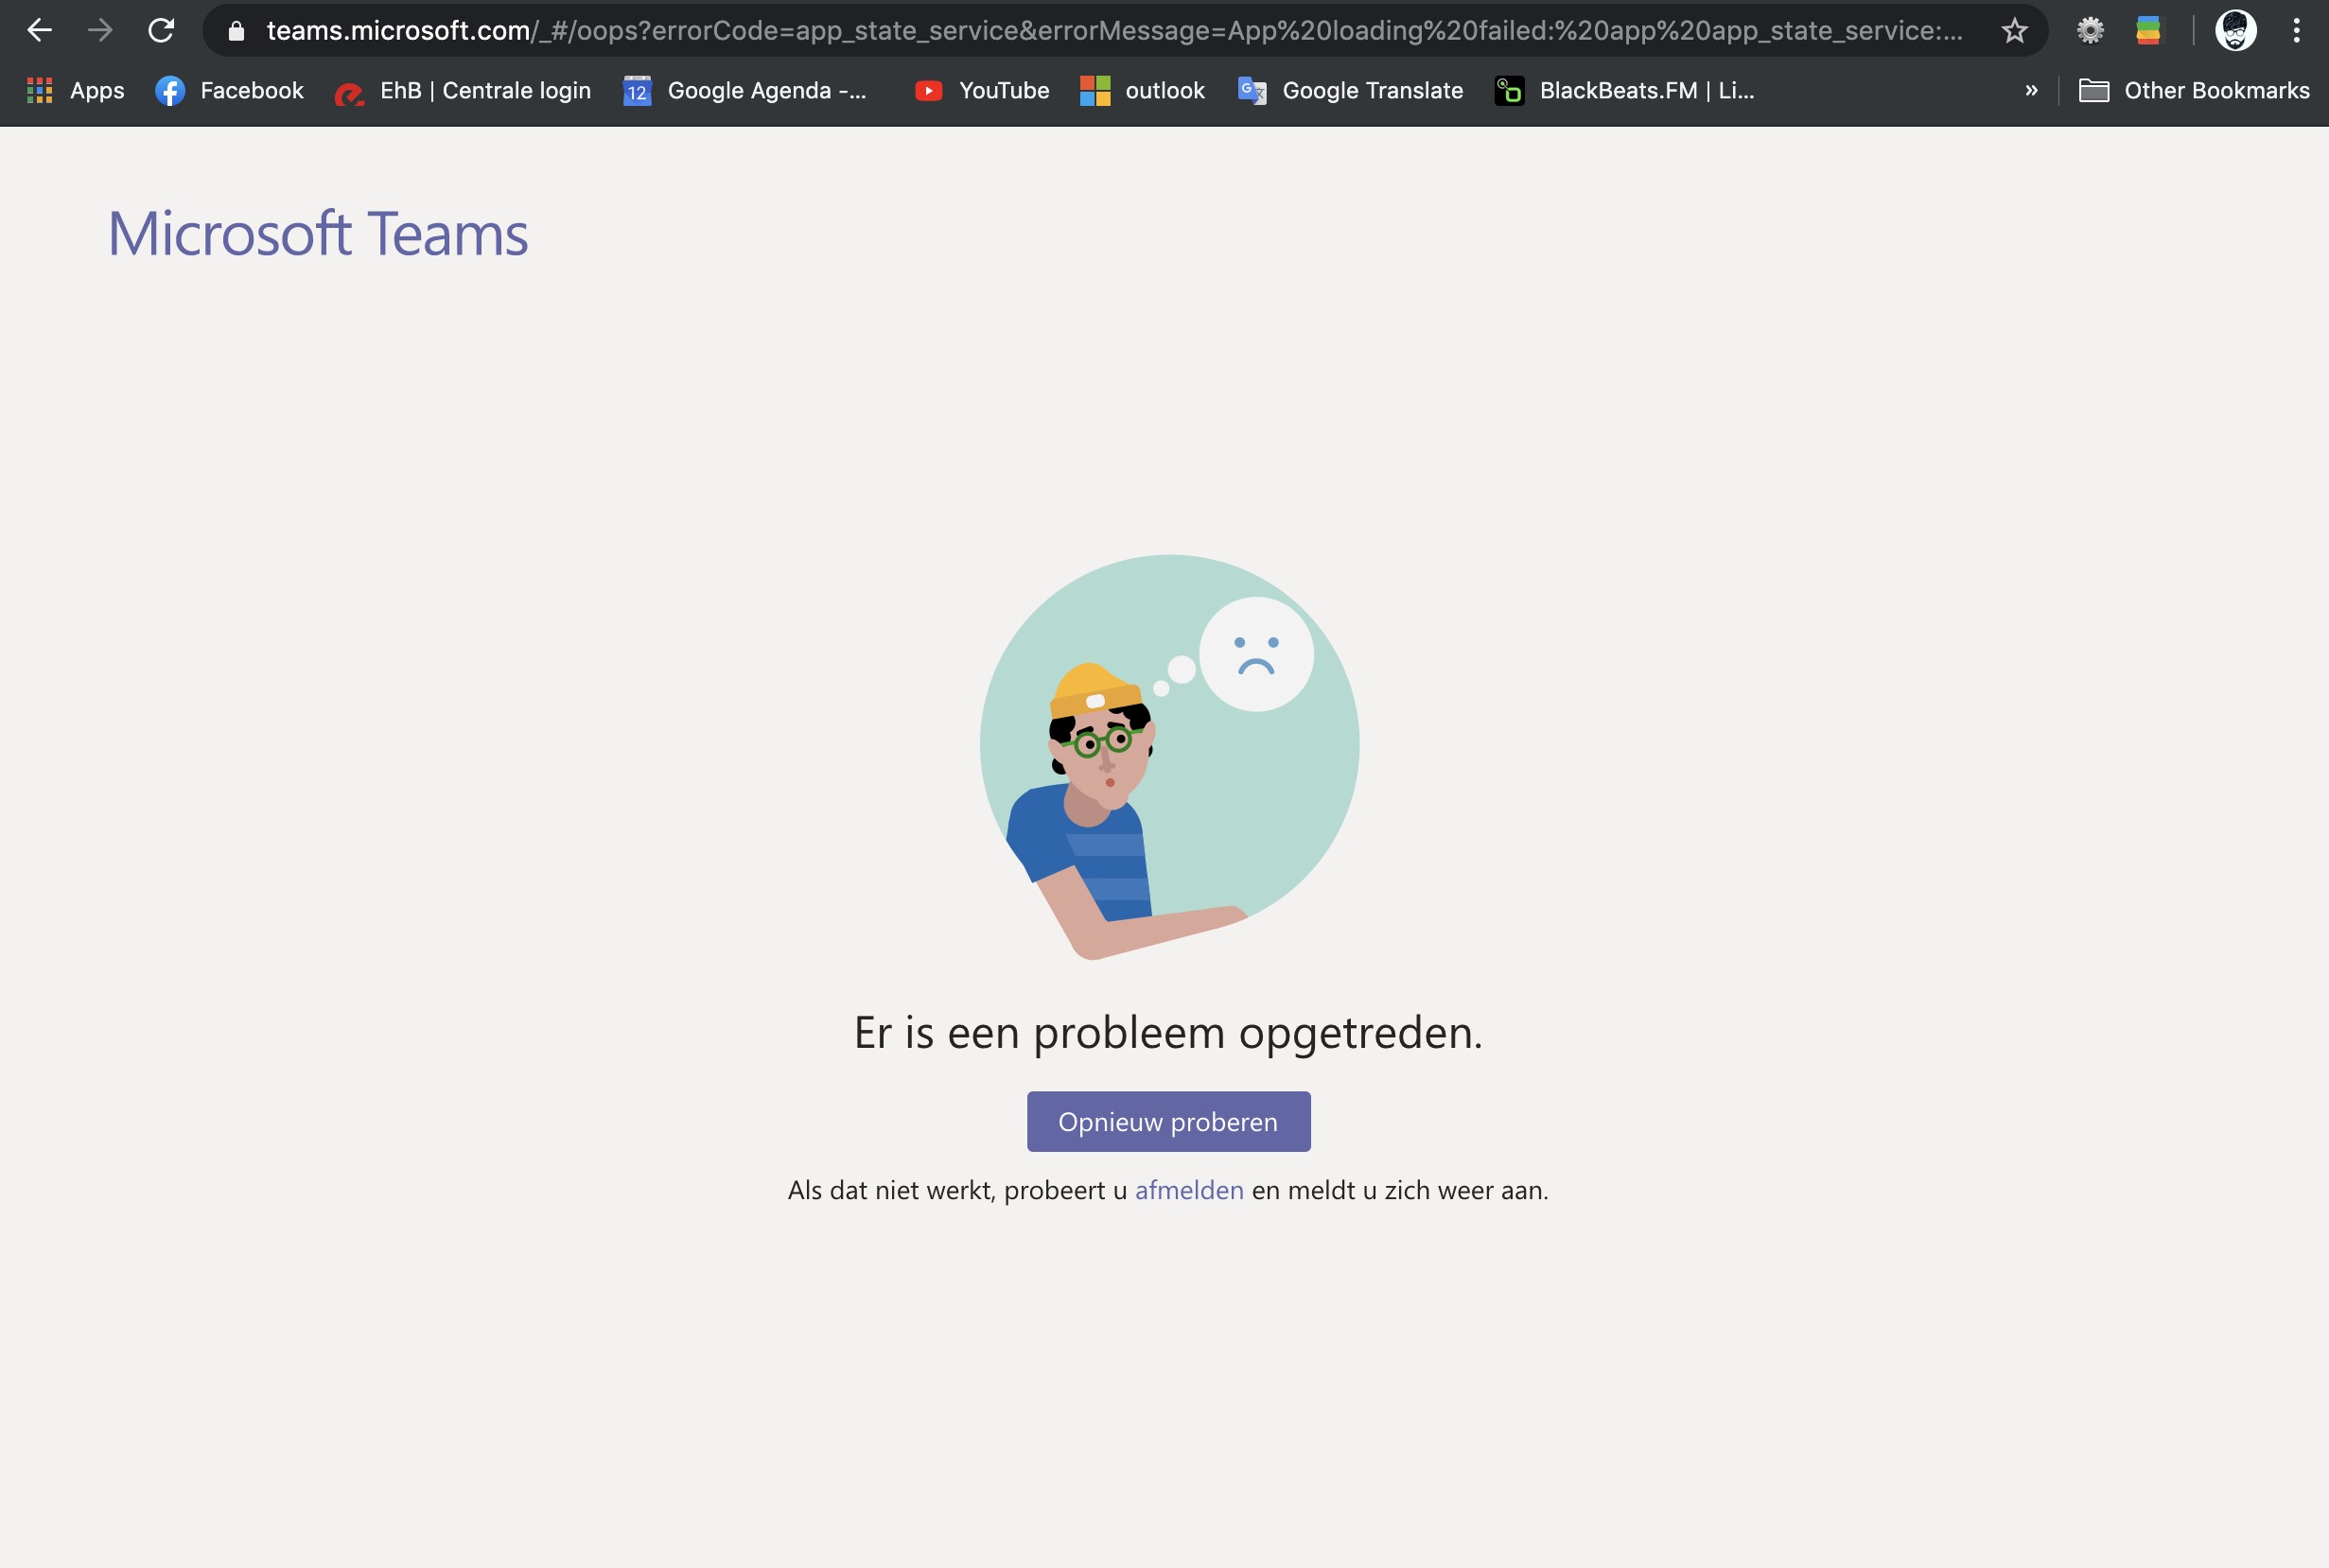 teams.microsoft.com/_#/oops?errorCode=app_state_service&errorMessage=App%20loading%20failed:%20app%20app_state_service:...
Apps Facebook EhB | Centrale login 12 Google Agenda -... YouTube outlook Google Translate BlackBeats.FM | Li... » Other Bookmarks
Microsoft Teams
Er is een probleem opgetreden.
Opnieuw proberen
Als dat niet werkt, probeert u afmelden en meldt u zich weer aan.